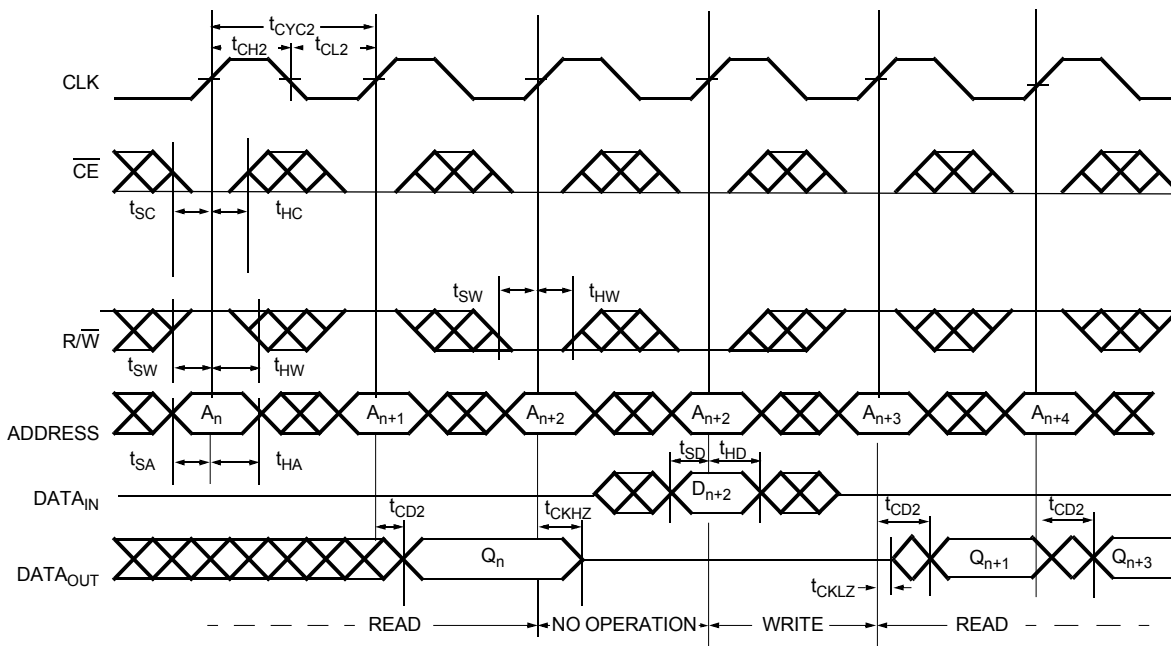 tCYC2
tCH2 tCL2
CLK
CE
tSC tHC
tSW tHW
R/W
tSW tHW
An An+1 An+2 An+2 An+3 An+4
ADDRESS
tSD tHD
tSA tHA
DATAIN Dn+2
tCD2 tCKHZ tCD2 tCD2
Qn Qn+1 Qn+3
DATAOUT
tCKLZ
READ NO OPERATION WRITE READ